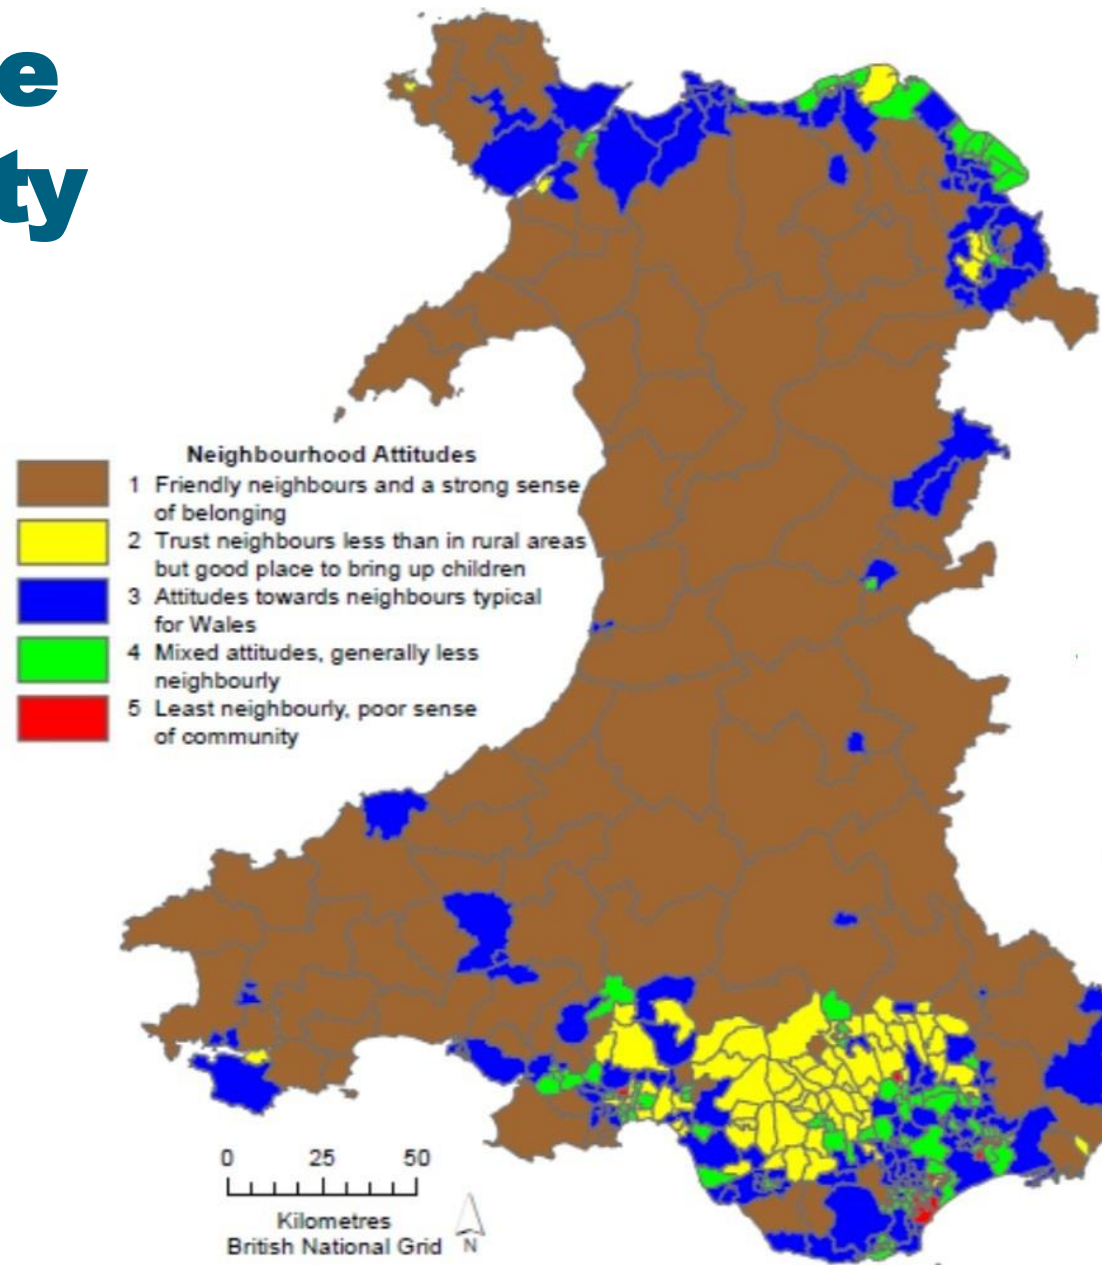 e
ty
Neighbourhood Attitudes
1 Friendly neighbours and a strong sense
of belonging
2 Trust neighbours less than in rural areas
but good place to bring up children
3 Attitudes towards neighbours typical
for Wales
4 Mixed attitudes, generally less
neighbourly
5 Least neighbourly, poor sense
of community
0 25 50
Kilometres
British National Grid
N